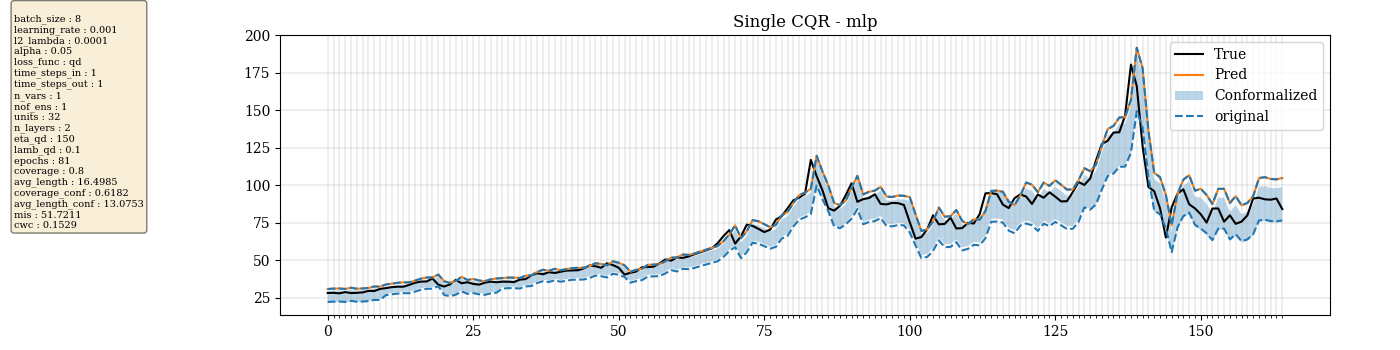 batch_size : 8
learning_rate : 0.001
l2_lambda : 0.0001
alpha : 0.05
loss_func : qd
time_steps_in : 1
time_steps_out : 1
n_vars : 1
nof_ens : 1
units : 32
n_layers : 2
eta_qd : 150
lamb_qd : 0.1
epochs : 81
coverage : 0.8
avg_length : 16.4985
coverage_conf : 0.6182
avg_length_conf : 13.0753
mis : 51.7211
cwc : 0.1529
Single CQR - mlp
200
175
150
125
100
75
50
25
True
Pred
Conformalized
original
0 25 50 75 100 125 150